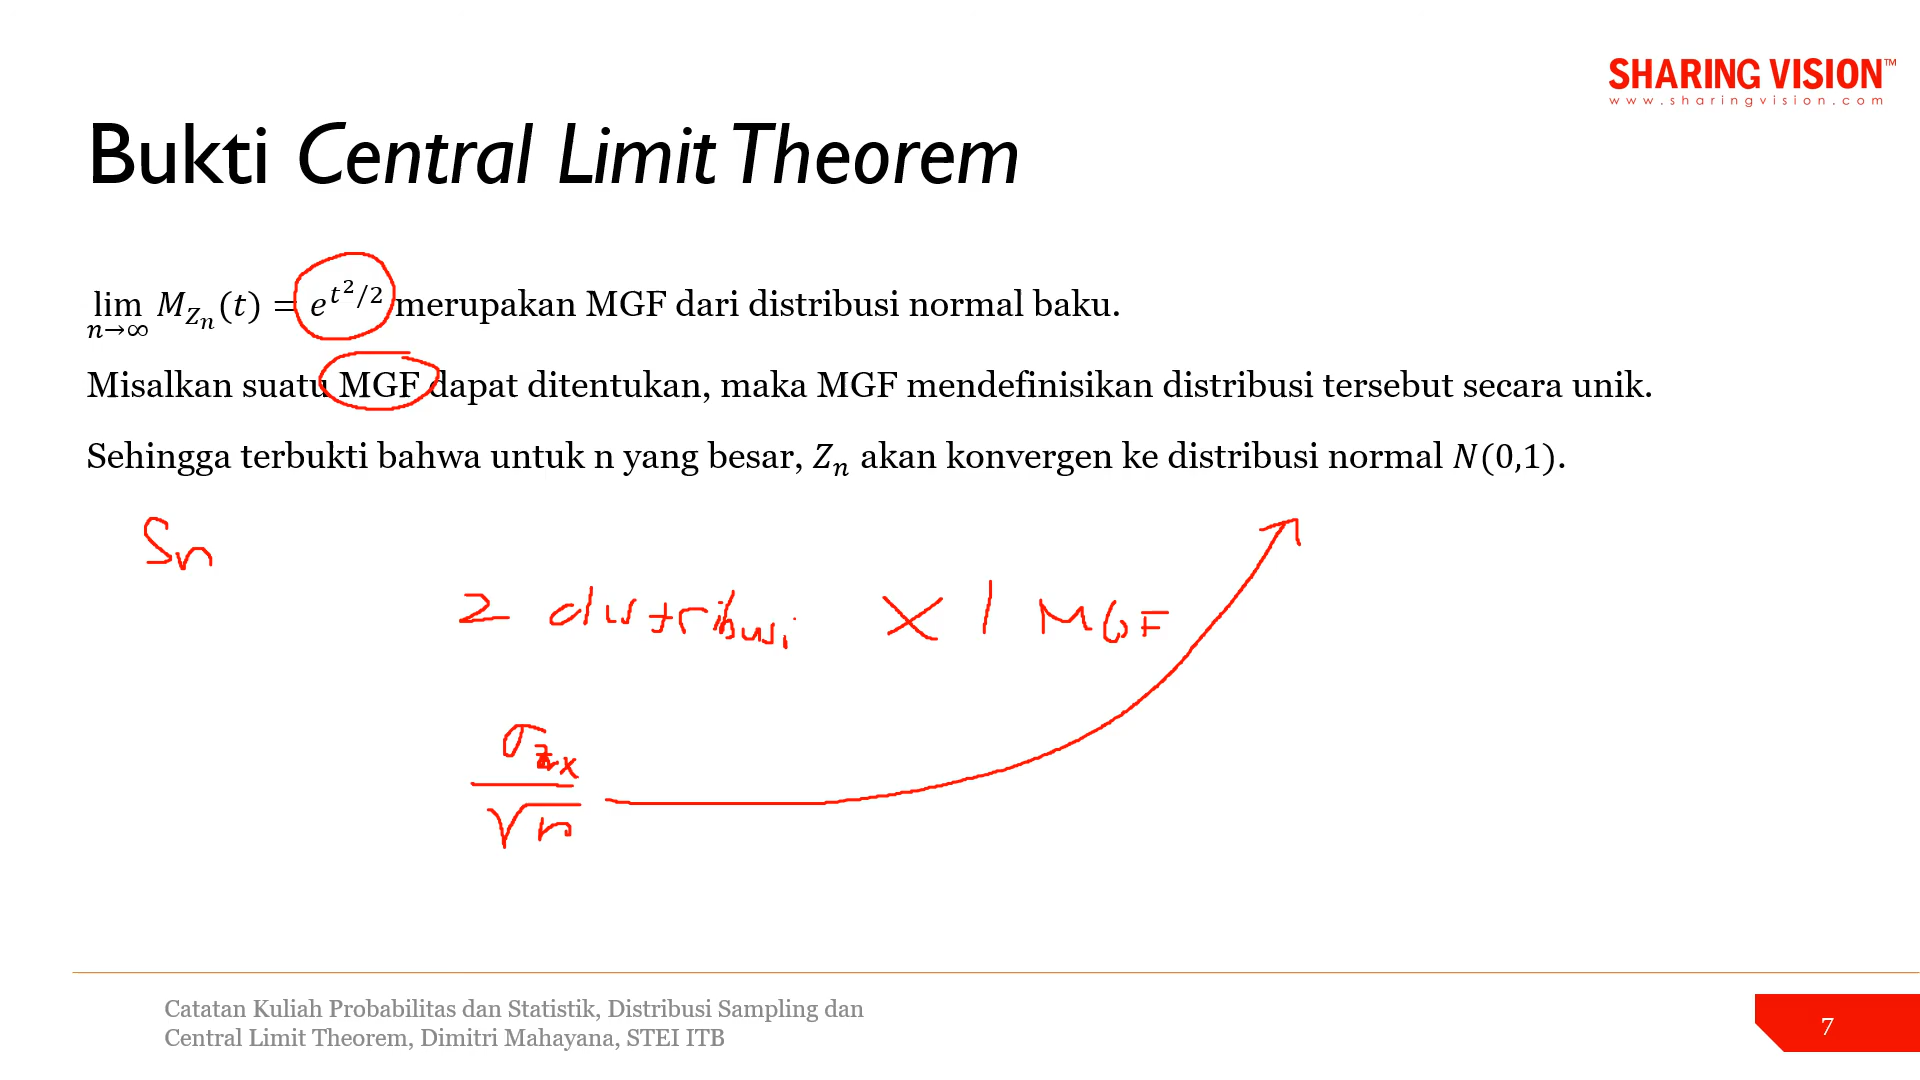 SHARING VISION™
www.sharingvision.com
Bukti Central Limit Theorem
lim n→∞ M_{Z_n}(t) = e^{t²/2} merupakan MGF dari distribusi normal baku.
Misalkan suatu MGF dapat ditentukan, maka MGF mendefinisikan distribusi tersebut secara unik.
Sehingga terbukti bahwa untuk n yang besar, Z_n akan konvergen ke distribusi normal N(0,1).
Sn
2 distribusi X 1 MGF
σ x
√n
Catatan Kuliah Probabilitas dan Statistik, Distribusi Sampling dan
Central Limit Theorem, Dimitri Mahayana, STEI ITB
7